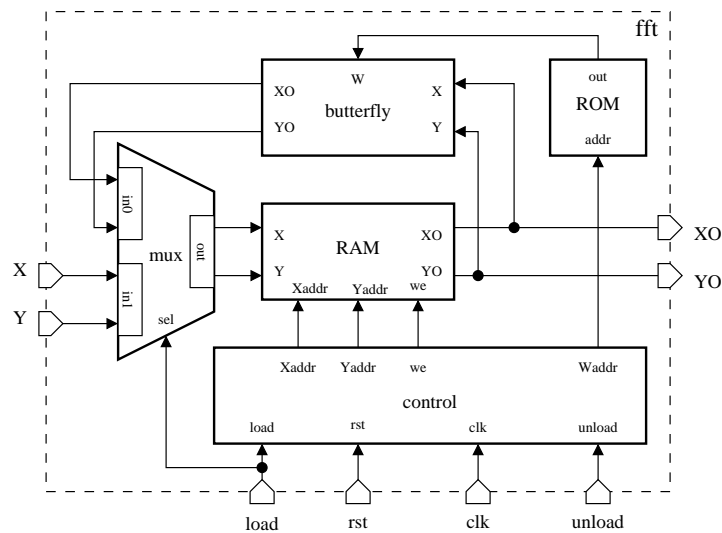 fft
W
XO
X
butterfly
YO
Y
out
ROM
addr
in0
mux
out
in1
sel
X
Y
X
XO
RAM
Y
YO
Xaddr
Yaddr
we
XO
YO
Xaddr
Yaddr
we
Waddr
control
load
rst
clk
unload
load
rst
clk
unload